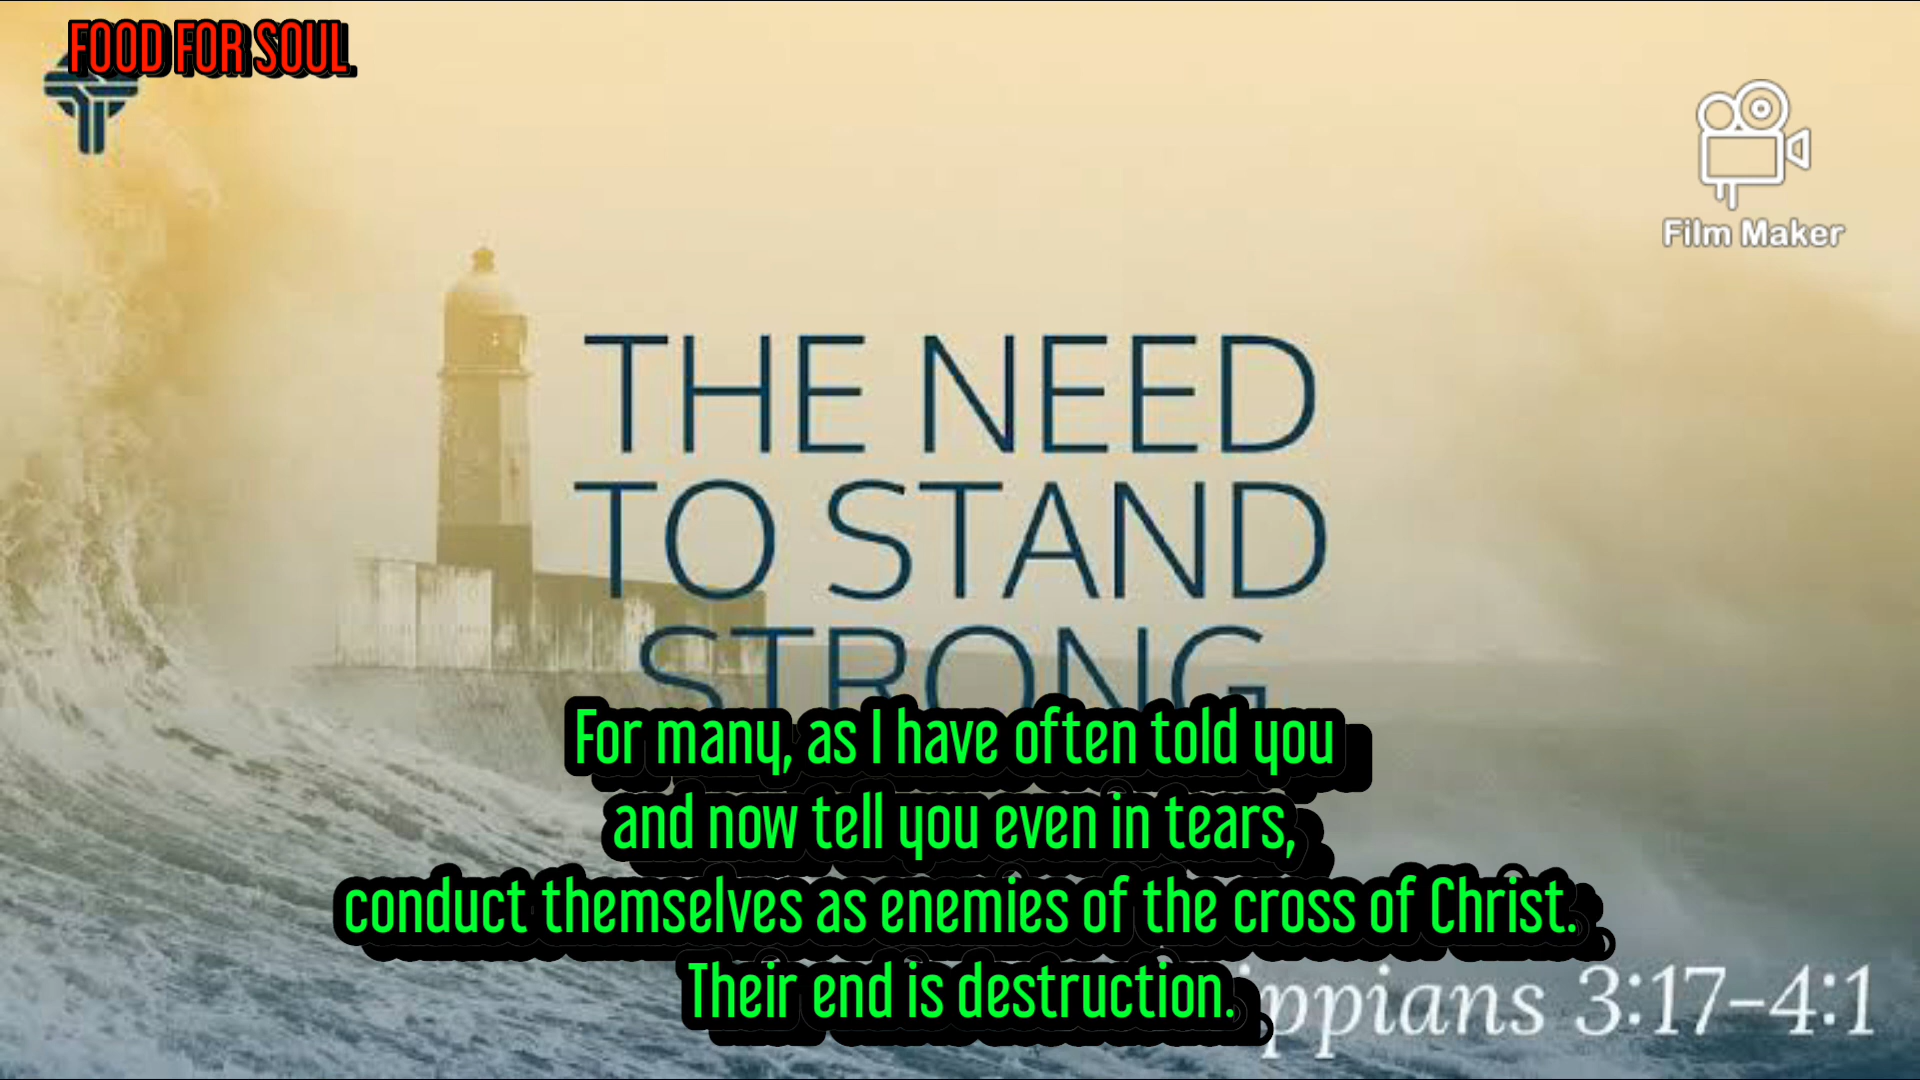 FOOD FOR SOUL
Film Maker
THE NEED
TO STAND
STRONG
For many, as I have often told you
and now tell you even in tears,
conduct themselves as enemies of the cross of Christ.
Their end is destruction.
3:17-4:1